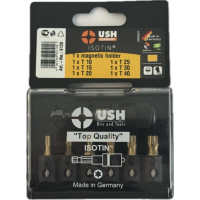 USH
GERMANY
ISOTIN®
1 x magnetic holder
1 x T 10 1 x T 25
1 x T 15 1 x T 30
1 x T 20 1 x T 40
USH
Bits and Tools
"Top Quality"
ISOTIN®
Made in Germany